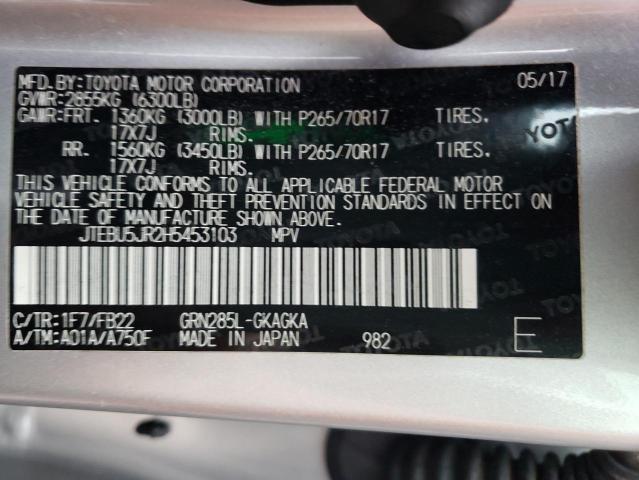 MFD.BY:TOYOTA MOTOR CORPORATION 05/17
GVWR:2855KG (6300LB)
GAWR:FRT. 1360KG (3000LB) WITH P265/70R17 TIRES.
17X7J RIMS.
RR. 1560KG (3450LB) WITH P265/70R17 TIRES.
17X7J RIMS.
THIS VEHICLE CONFORMS TO ALL APPLICABLE FEDERAL MOTOR
VEHICLE SAFETY AND THEFT PREVENTION STANDARDS IN EFFECT ON
THE DATE OF MANUFACTURE SHOWN ABOVE.
JTEBU5JR2H5453103 MPV
C/TR:1F7/FB22 GRN285L-GKAGKA
A/TM:A01A/A750F MADE IN JAPAN 982 E
TOYOTA